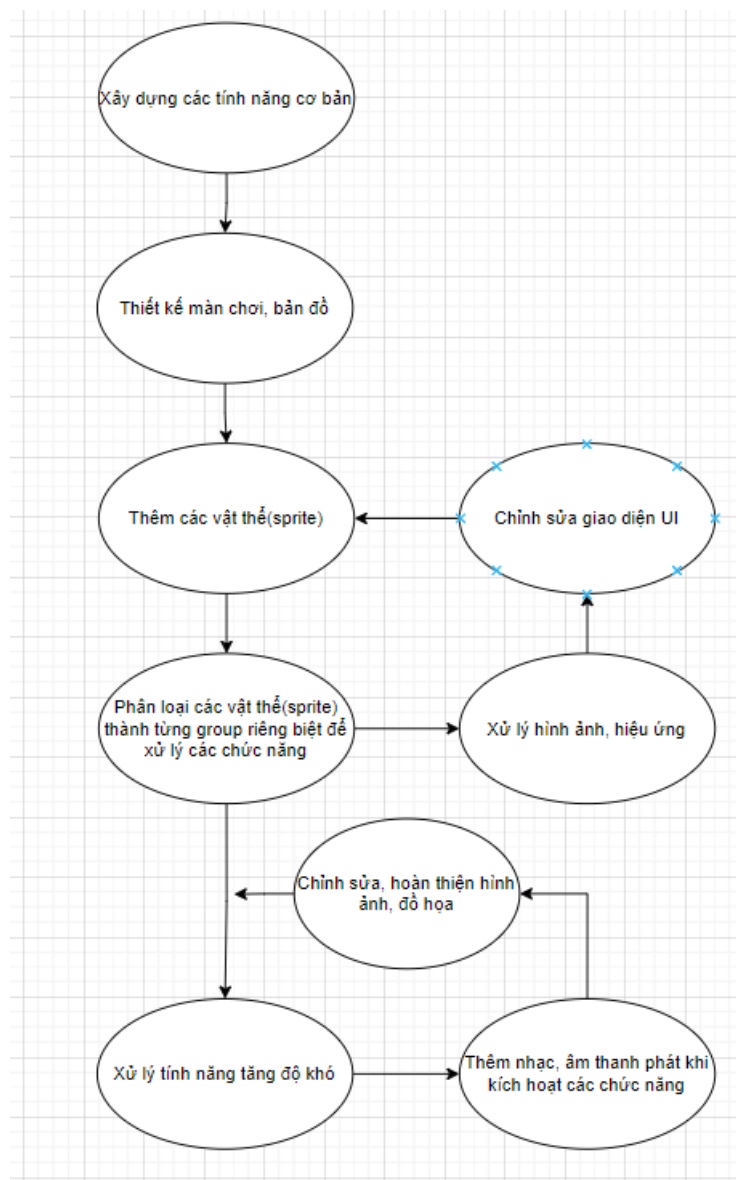 Xây dựng các tính năng cơ bản
Thiết kế màn chơi, bản đồ
Thêm các vật thể(sprite)
Chỉnh sửa giao diện UI
Phân loại các vật thể(sprite)
thành từng group riêng biệt để
xử lý các chức năng
Xử lý hình ảnh, hiệu ứng
Chỉnh sửa, hoàn thiện hình
ảnh, đồ họa
Xử lý tính năng tăng độ khó
Thêm nhạc, âm thanh phát khi
kích hoạt các chức năng